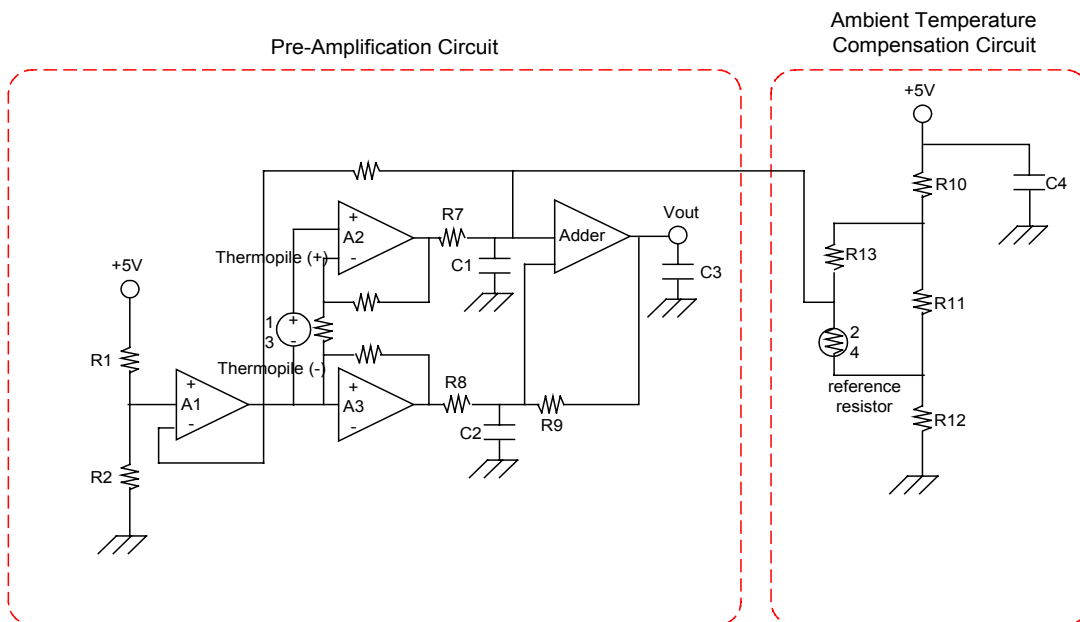 Pre-Amplification Circuit
Ambient Temperature
Compensation Circuit
+5V
R10
C4
R13
R11
2
4
reference
resistor
R12
+
A2
-
R7
Adder
Vout
C1
C3
Thermopile (+)
+5V
1
+
-
3
Thermopile (-)
R1
+
A1
-
+
A3
-
R8
C2
R9
R2